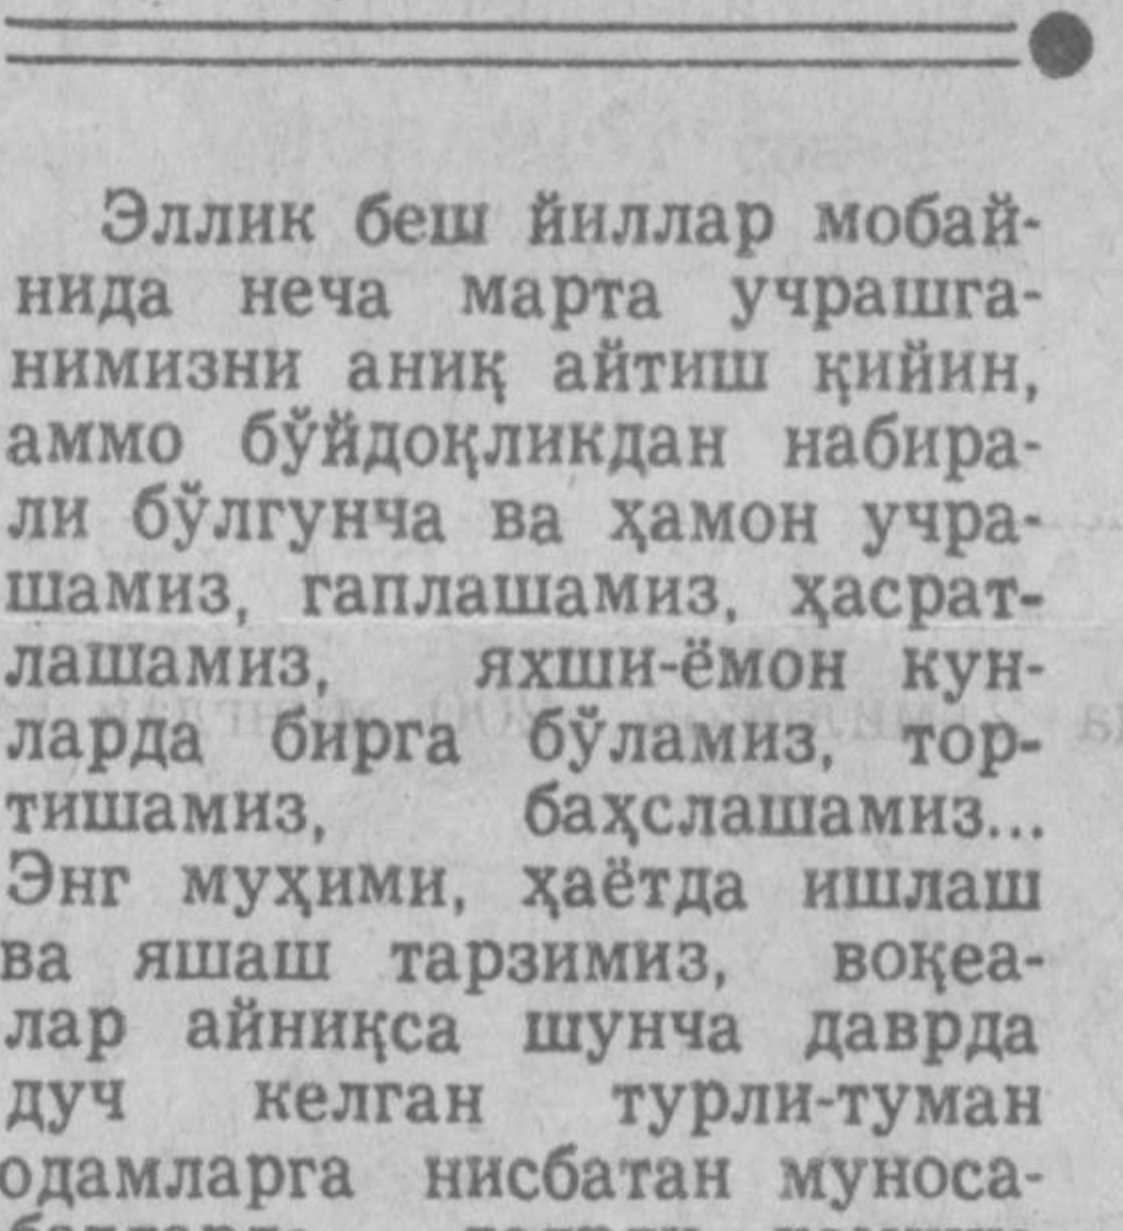 Эллик беш йиллар мобай-
нида неча марта учрашга-
нимизни аниқ айтиш қийин,
аммо бўйдоқликдан набира-
ли бўлгунча ва ҳамон учра-
шамиз, гаплашамиз, ҳасрат-
лашамиз, яхши-ёмон кун-
ларда бирга бўламиз, тор-
тишамиз, баҳслашамиз...
Энг муҳими, ҳаётда ишлаш
ва яшаш тарзимиз, воқеа-
лар айниқса шунча даврда
дуч келган турли-туман
одамларга нисбатан муноса-